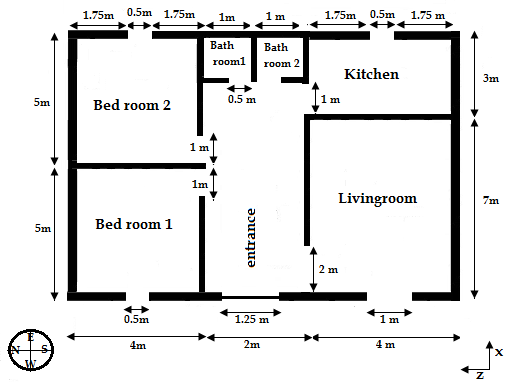 1.75m 0.5m 1.75m 1m 1 m 1.75m 0.5m 1.75 m
Bath
room1
Bath
room 2
Kitchen
3m
5m
Bed room 2
0.5 m
1 m
1 m
1m
Livingroom
7m
5m
Bed room 1
entrance
2 m
0.5m
1.25 m
1 m
4m
2m
4 m
E
N S
W
x
z